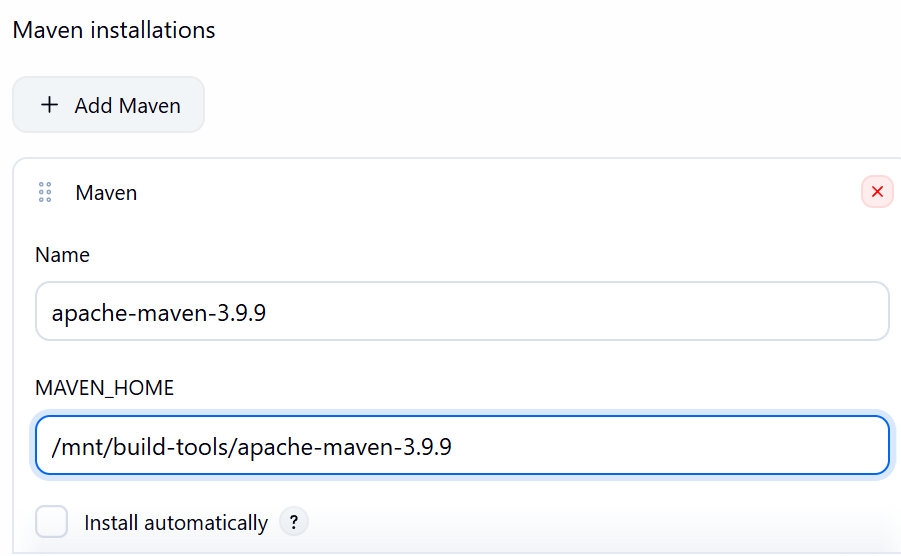 Maven installations
+ Add Maven
Maven
Name
apache-maven-3.9.9
MAVEN_HOME
/mnt/build-tools/apache-maven-3.9.9
Install automatically ?